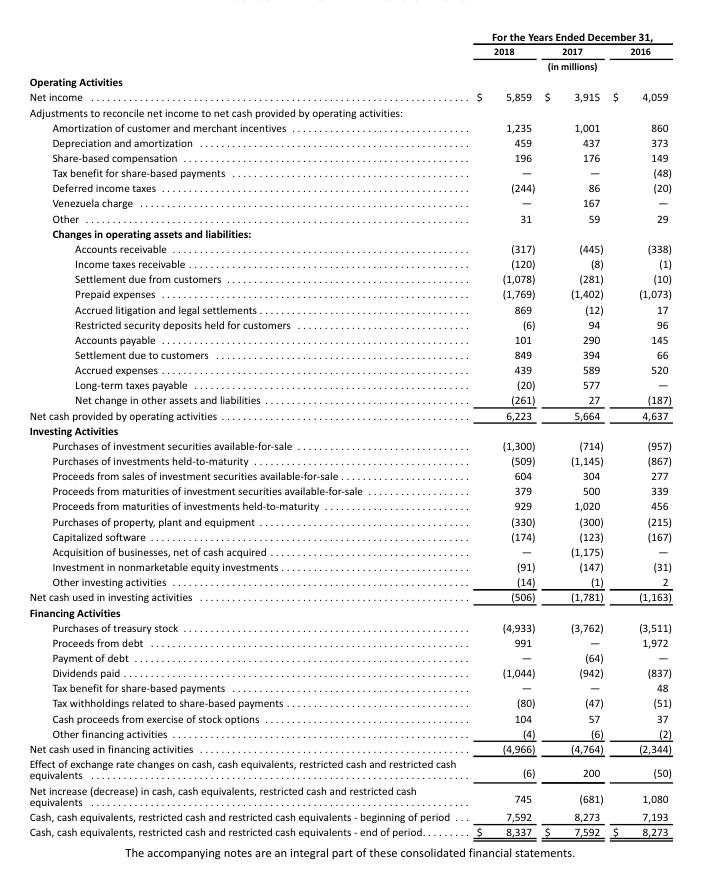 For the Years Ended December 31,
2018 2017 2016
(in millions)
Operating Activities
Net income $ 5,859 $ 3,915 $ 4,059
Adjustments to reconcile net income to net cash provided by operating activities:
Amortization of customer and merchant incentives 1,235 1,001 860
Depreciation and amortization 459 437 373
Share-based compensation 196 176 149
Tax benefit for share-based payments — — (48)
Deferred income taxes (244) 86 (20)
Venezuela charge — 167 —
Other 31 59 29
Changes in operating assets and liabilities:
Accounts receivable (317) (445) (338)
Income taxes receivable (120) (8) (1)
Settlement due from customers (1,078) (281) (10)
Prepaid expenses (1,769) (1,402) (1,073)
Accrued litigation and legal settlements 869 (12) 17
Restricted security deposits held for customers (6) 94 96
Accounts payable 101 290 145
Settlement due to customers 849 394 66
Accrued expenses 439 589 520
Long-term taxes payable (20) 577 —
Net change in other assets and liabilities (261) 27 (187)
Net cash provided by operating activities 6,223 5,664 4,637
Investing Activities
Purchases of investment securities available-for-sale (1,300) (714) (957)
Purchases of investments held-to-maturity (509) (1,145) (867)
Proceeds from sales of investment securities available-for-sale 604 304 277
Proceeds from maturities of investment securities available-for-sale 379 500 339
Proceeds from maturities of investments held-to-maturity 929 1,020 456
Purchases of property, plant and equipment (330) (300) (215)
Capitalized software (174) (123) (167)
Acquisition of businesses, net of cash acquired — (1,175) —
Investment in nonmarketable equity investments (91) (147) (31)
Other investing activities (14) (1) 2
Net cash used in investing activities (506) (1,781) (1,163)
Financing Activities
Purchases of treasury stock (4,933) (3,762) (3,511)
Proceeds from debt 991 — 1,972
Payment of debt — (64) —
Dividends paid (1,044) (942) (837)
Tax benefit for share-based payments — — 48
Tax withholdings related to share-based payments (80) (47) (51)
Cash proceeds from exercise of stock options 104 57 37
Other financing activities (4) (6) (2)
Net cash used in financing activities (4,966) (4,764) (2,344)
Effect of exchange rate changes on cash, cash equivalents, restricted cash and restricted cash
equivalents (6) 200 (50)
Net increase (decrease) in cash, cash equivalents, restricted cash and restricted cash
equivalents 745 (681) 1,080
Cash, cash equivalents, restricted cash and restricted cash equivalents - beginning of period 7,592 8,273 7,193
Cash, cash equivalents, restricted cash and restricted cash equivalents - end of period $ 8,337 $ 7,592 $ 8,273
The accompanying notes are an integral part of these consolidated financial statements.